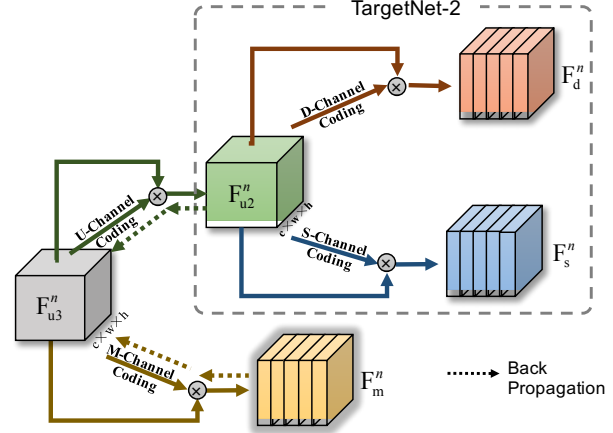 TargetNet-2
F_d^n
D-Channel
Coding
F_u2^n
c×w×h
U-Channel
Coding
S-Channel
Coding
F_s^n
F_u3^n
c×w×h
M-Channel
Coding
F_m^n
Back
Propagation